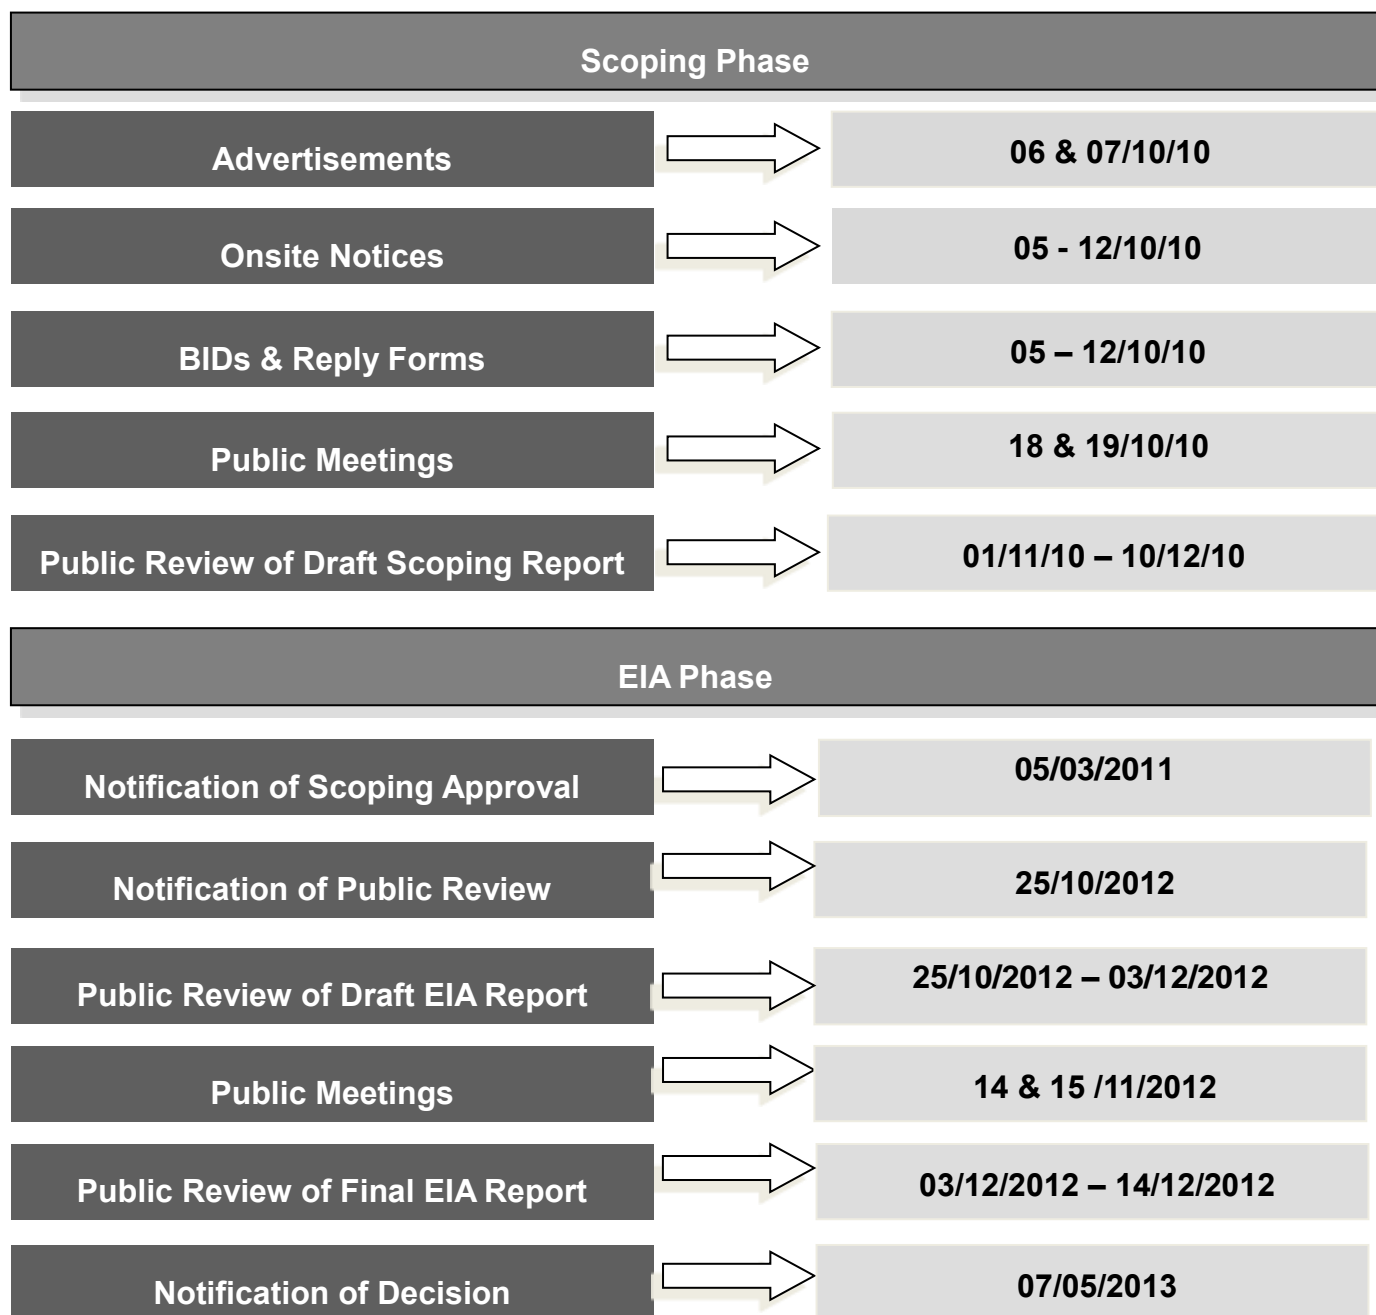 Scoping Phase
Advertisements
06 & 07/10/10
Onsite Notices
05 - 12/10/10
BIDs & Reply Forms
05 – 12/10/10
Public Meetings
18 & 19/10/10
Public Review of Draft Scoping Report
01/11/10 – 10/12/10
EIA Phase
Notification of Scoping Approval
05/03/2011
Notification of Public Review
25/10/2012
Public Review of Draft EIA Report
25/10/2012 – 03/12/2012
Public Meetings
14 & 15 /11/2012
Public Review of Final EIA Report
03/12/2012 – 14/12/2012
Notification of Decision
07/05/2013